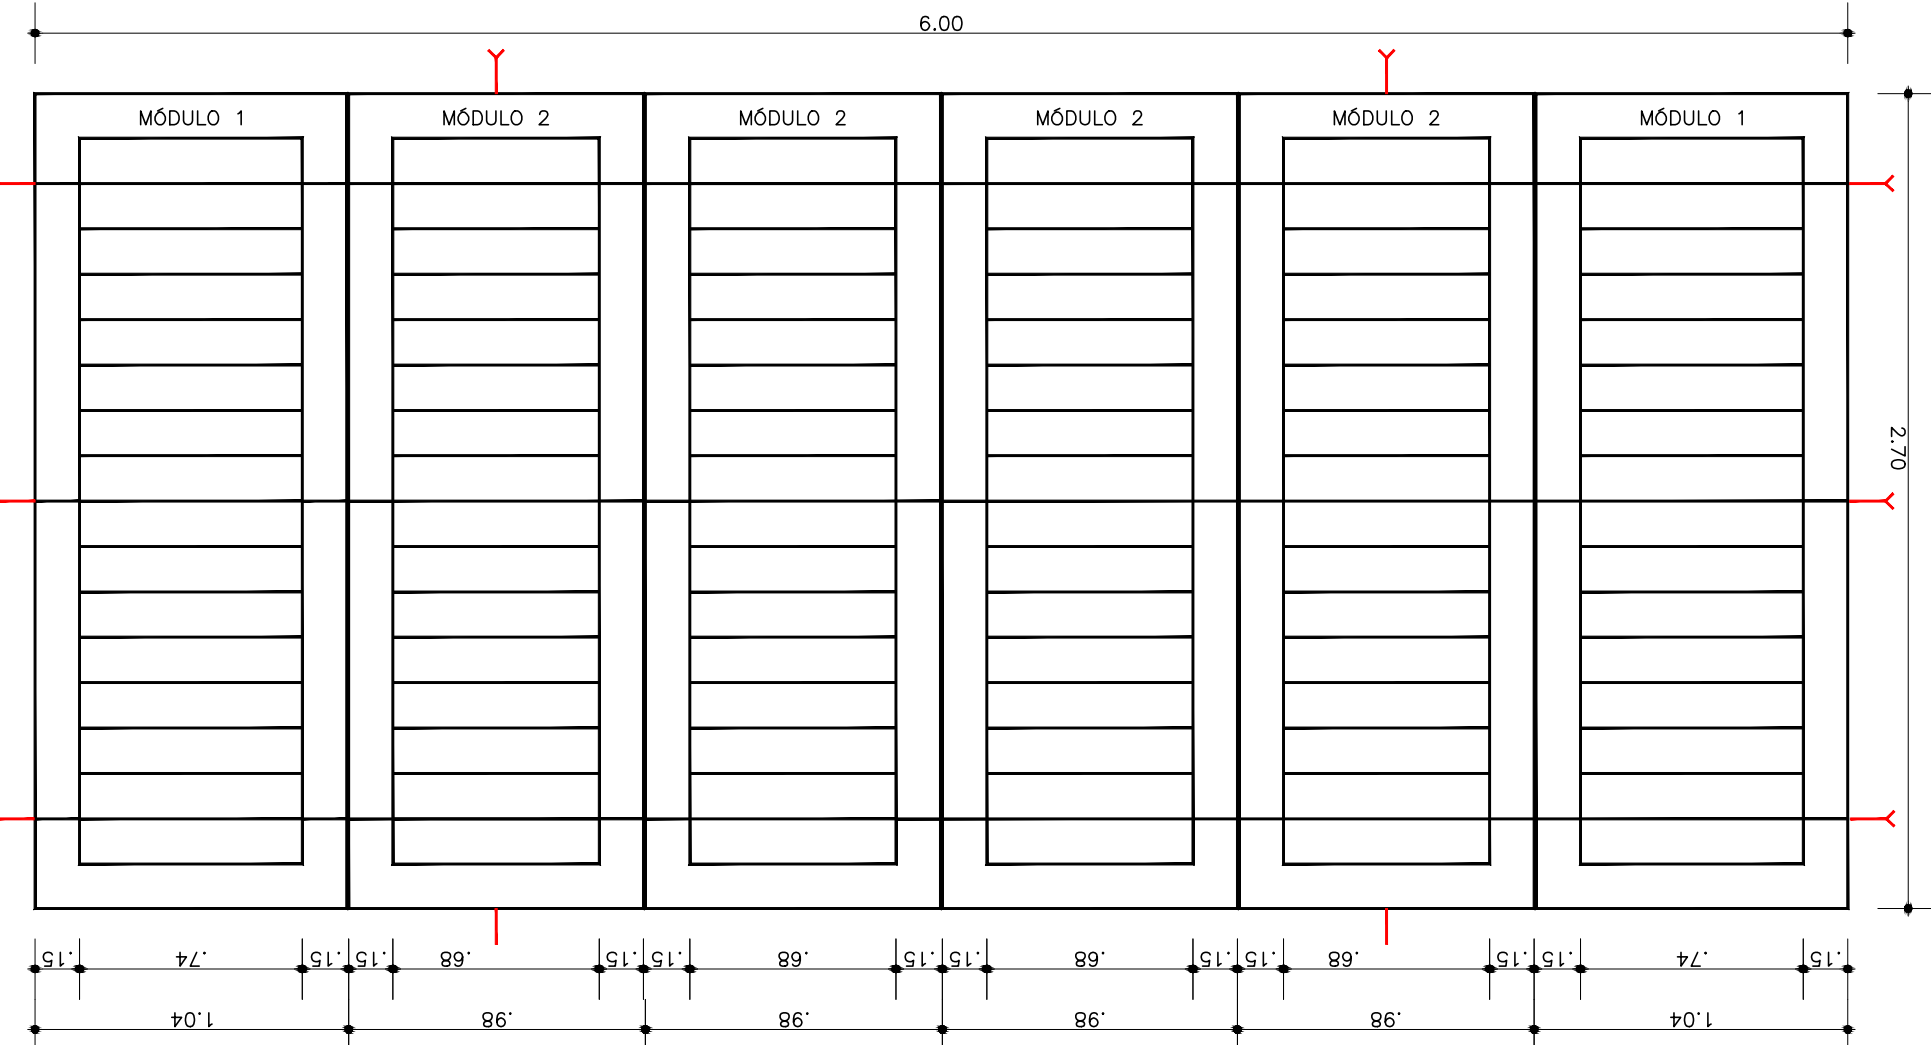 6.00
MÓDULO 1 MÓDULO 2 MÓDULO 2 MÓDULO 2 MÓDULO 2 MÓDULO 1
2.70
.15 .74 .15 .15 .68 .15 .15 .68 .15 .15 .68 .15 .15 .68 .15 .15 .74 .15
1.04 .98 .98 .98 .98 1.04